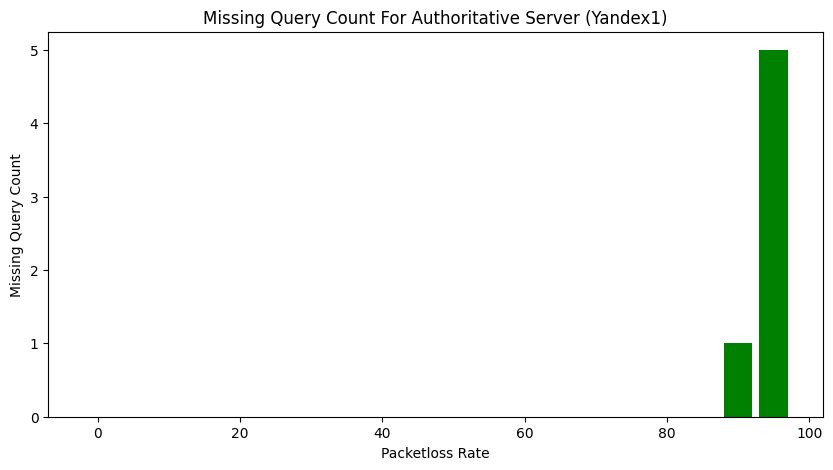 Missing Query Count For Authoritative Server (Yandex1)
5
4
3
2
1
0
Missing Query Count
0 20 40 60 80 100
Packetloss Rate